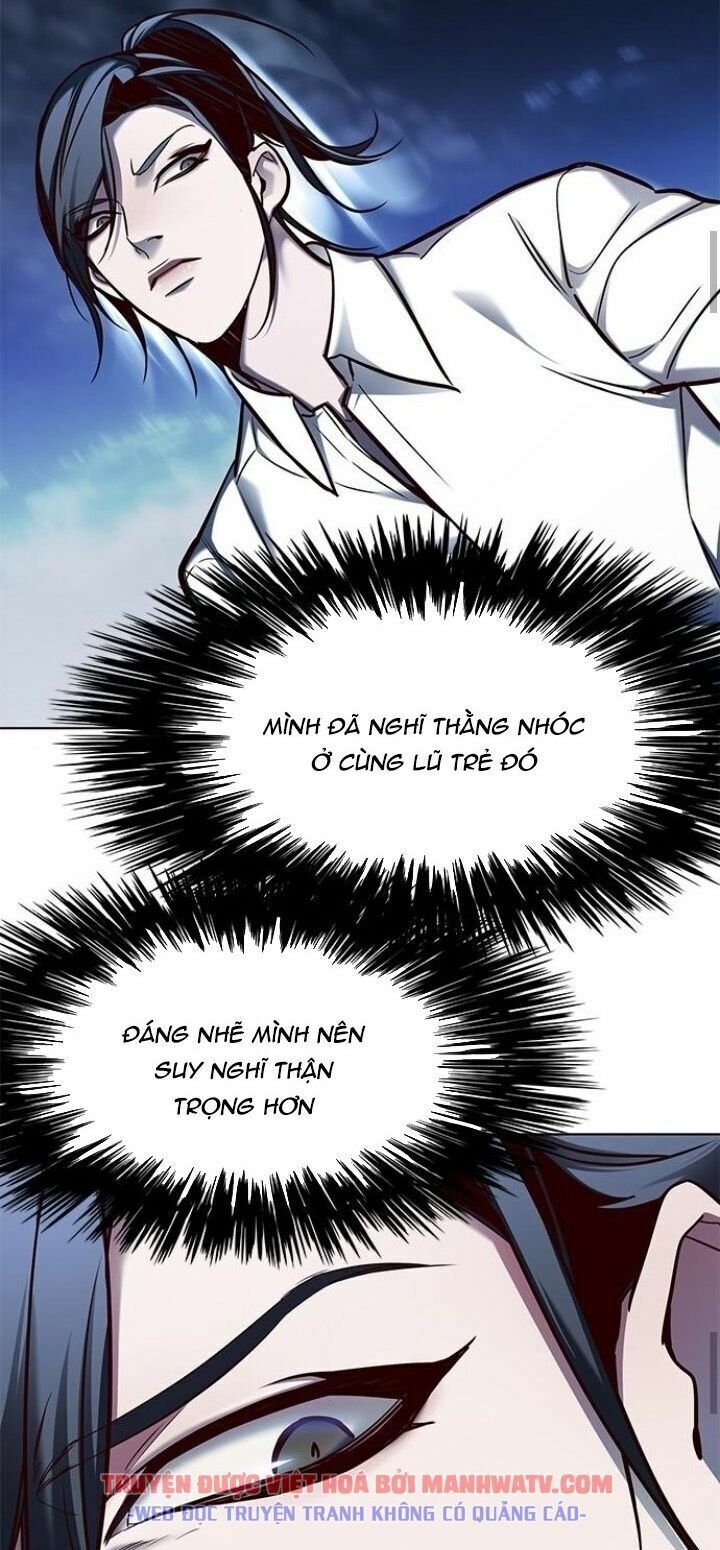 MÌNH ĐÃ NGHĨ THẰNG NHÓC
Ở CÙNG LŨ TRẺ ĐÓ
ĐÁNG NHẼ MÌNH NÊN
SUY NGHĨ THẬN
TRỌNG HƠN
TRUYỆN ĐƯỢC VIỆT HOÁ BỞI MANHWATV.COM
-WEB ĐỌC TRUYỆN TRANH KHÔNG CÓ QUẢNG CÁO-